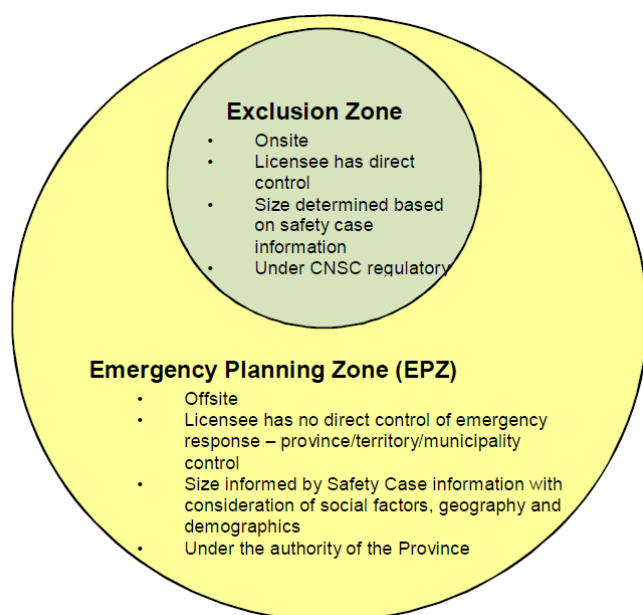 Exclusion Zone
• Onsite
• Licensee has direct
control
• Size determined based
on safety case
information
• Under CNSC regulatory
Emergency Planning Zone (EPZ)
• Offsite
• Licensee has no direct control of emergency
response – province/territory/municipality
control
• Size informed by Safety Case information with
consideration of social factors, geography and
demographics
• Under the authority of the Province